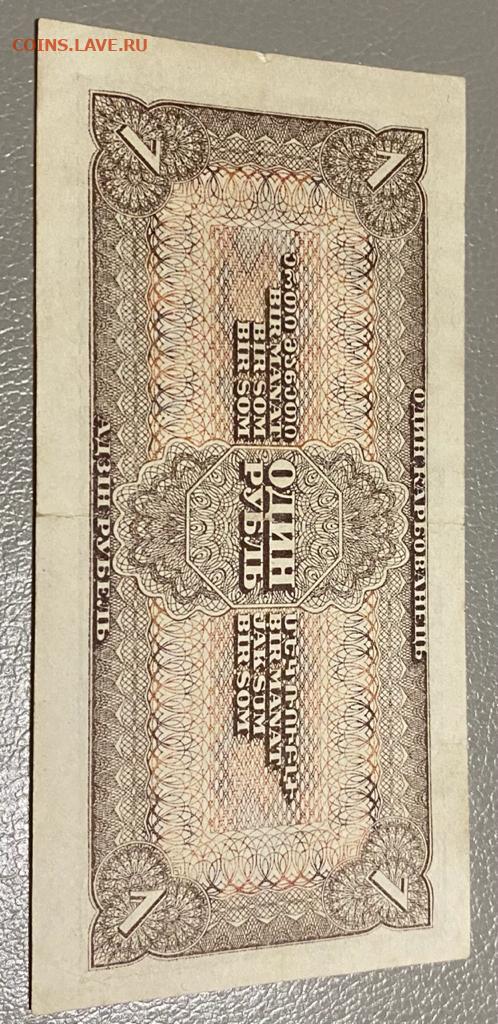 COINS.LAVE.RU
1
1
ОДИН КАРБОВАНЕЦЬ
BIR MANAT
BIR SOM
BIR SOM
ОДИН
РУБЛЬ
BIR MANAT
JAK SUM
BIR SOM
АДЗІН РУБЕЛЬ
1
1